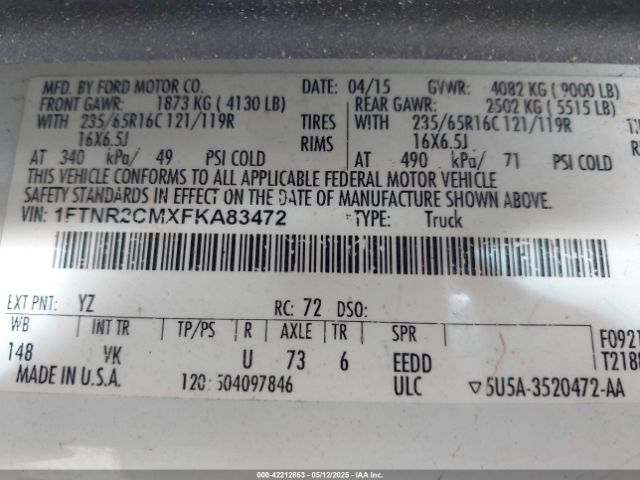 MFD. BY FORD MOTOR CO. DATE: 04/15 GVWR: 4082 KG (9000 LB)
FRONT GAWR: 1873 KG (4130 LB) REAR GAWR: 2502 KG (5515 LB)
WITH 235/65R16C 121/119R TIRES WITH 235/65R16C 121/119R
16X6.5J RIMS 16X6.5J
AT 340 kPa/ 49 PSI COLD AT 490 kPa/ 71 PSI COLD
THIS VEHICLE CONFORMS TO ALL APPLICABLE FEDERAL MOTOR VEHICLE
SAFETY STANDARDS IN EFFECT ON THE DATE OF MANUFACTURE SHOWN ABOVE.
VIN: 1FTNR2CMXFKA83472 TYPE: Truck
EXT PNT: YZ RC: 72 DSO:
WB INT TR TP/PS R AXLE TR SPR
148 VK U 73 6 EEDD
F0921
T2188
MADE IN U.S.A. 120 504097846 ULC ▽5U5A-3520472-AA
000-42212853 | 05/12/2025 | IAAI.COM